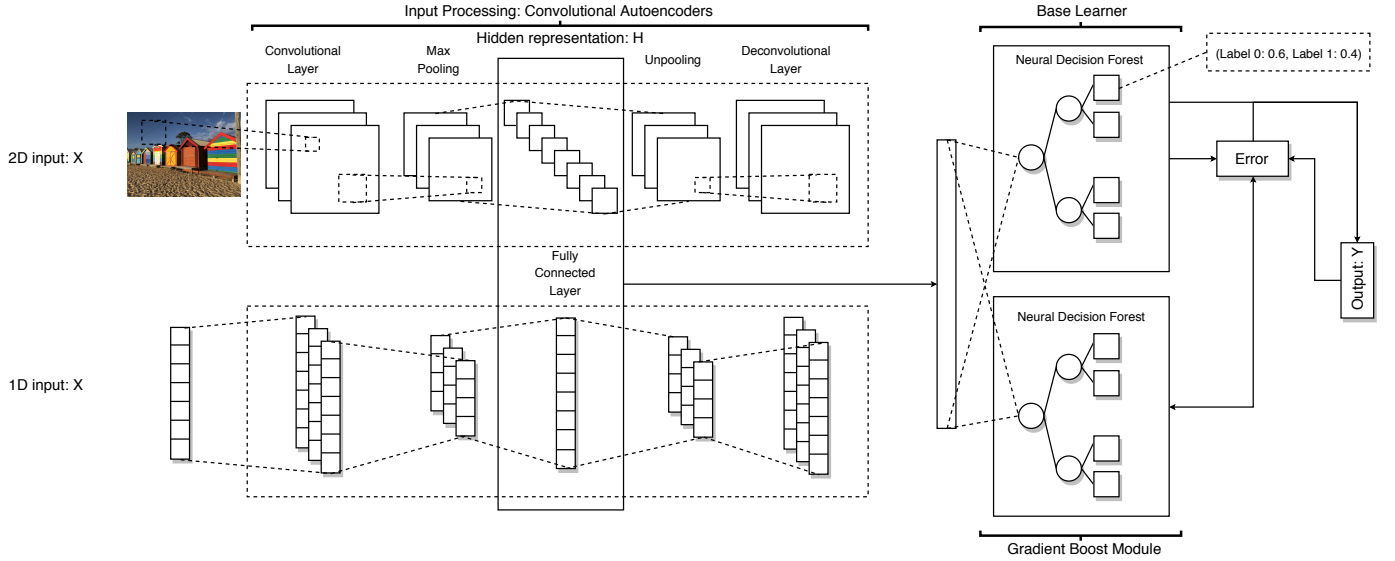 Input Processing: Convolutional Autoencoders
Base Learner
Hidden representation: H
Convolutional
Layer
Max
Pooling
Unpooling
Deconvolutional
Layer
Neural Decision Forest
(Label 0: 0.6, Label 1: 0.4)
2D input: X
Error
Fully
Connected
Layer
Output: Y
Neural Decision Forest
1D input: X
Gradient Boost Module